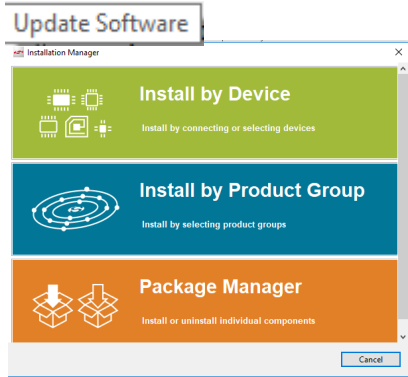 Update Software
Installation Manager
Install by Device
Install by connecting or selecting devices
Install by Product Group
Install by selecting product groups
Package Manager
Install or uninstall individual components
Cancel